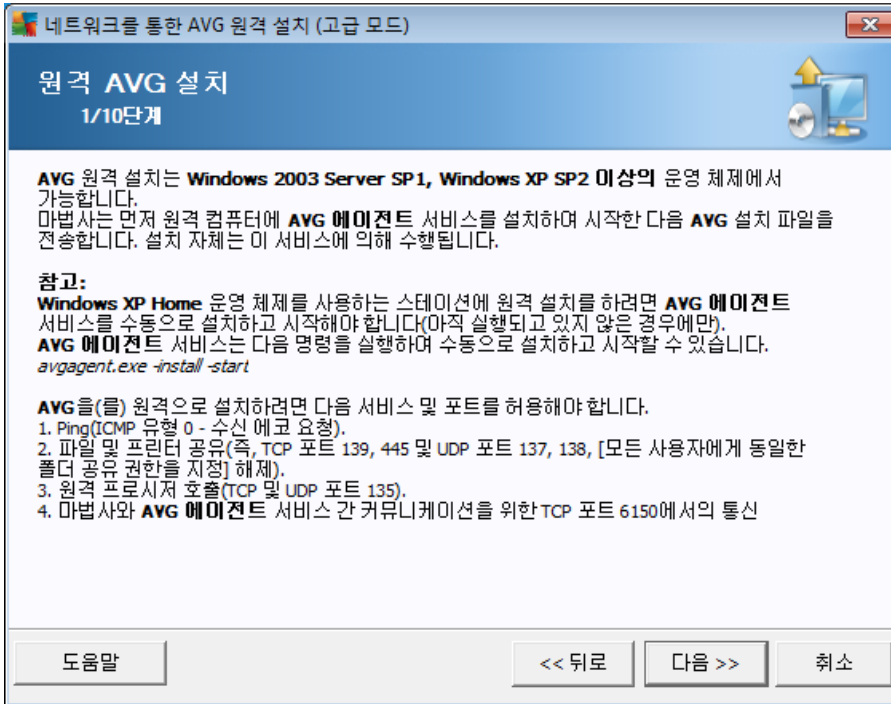 네트워크를 통한 AVG 원격 설치 (고급 모드)
원격 AVG 설치
1/10단계
AVG 원격 설치는 Windows 2003 Server SP1, Windows XP SP2 이상의 운영 체제에서
가능합니다.
마법사는 먼저 원격 컴퓨터에 AVG 에이전트 서비스를 설치하여 시작한 다음 AVG 설치 파일을
전송합니다. 설치 자체는 이 서비스에 의해 수행됩니다.
참고:
Windows XP Home 운영 체제를 사용하는 스테이션에 원격 설치를 하려면 AVG 에이전트
서비스를 수동으로 설치하고 시작해야 합니다(아직 실행되고 있지 않은 경우에만).
AVG 에이전트 서비스는 다음 명령을 실행하여 수동으로 설치하고 시작할 수 있습니다.
avgagent.exe -install -start
AVG을(를) 원격으로 설치하려면 다음 서비스 및 포트를 허용해야 합니다.
1. Ping(ICMP 유형 0 - 수신 에코 요청).
2. 파일 및 프린터 공유(즉, TCP 포트 139, 445 및 UDP 포트 137, 138, [모든 사용자에게 동일한
폴더 공유 권한을 지정] 해제).
3. 원격 프로시저 호출(TCP 및 UDP 포트 135).
4. 마법사와 AVG 에이전트 서비스 간 커뮤니케이션을 위한 TCP 포트 6150에서의 통신
도움말
<< 뒤로
다음 >>
취소